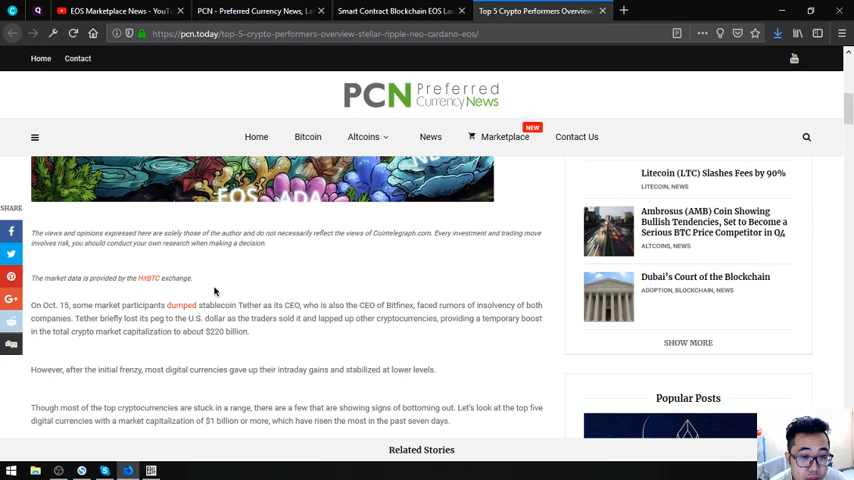 EOS Marketplace News - YouT
PCN - Preferred Currency News, La
Smart Contract Blockchain EOS Lau
Top 5 Crypto Performers Overview:
https://pcn.today/top-5-crypto-performers-overview-stellar-ripple-neo-cardano-eos/
Home Contact
PCN Preferred Currency News
NEW
Home Bitcoin Altcoins News Marketplace Contact Us
EOS ADA
SHARE
The views and opinions expressed here are solely those of the author and do not necessarily reflect the views of Cointelegraph.com. Every investment and trading move
involves risk, you should conduct your own research when making a decision.
The market data is provided by the HitBTC exchange.
On Oct. 15, some market participants dumped stablecoin Tether as its CEO, who is also the CEO of Bitfinex, faced rumors of insolvency of both
companies. Tether briefly lost its peg to the U.S. dollar as the traders sold it and lapped up other cryptocurrencies, providing a temporary boost
in the total crypto market capitalization to about $220 billion.
However, after the initial frenzy, most digital currencies gave up their intraday gains and stabilized at lower levels.
Though most of the top cryptocurrencies are stuck in a range, there are a few that are showing signs of bottoming out. Let's look at the top five
digital currencies with a market capitalization of $1 billion or more, which have risen the most in the past seven days.
Litecoin (LTC) Slashes Fees by 90%
LITECOIN, NEWS
Ambrosus (AMB) Coin Showing
Bullish Tendencies, Set to Become a
Serious BTC Price Competitor in Q4
ALTCOINS, NEWS
Dubai's Court of the Blockchain
ADOPTION, BLOCKCHAIN, NEWS
SHOW MORE
Popular Posts
Related Stories